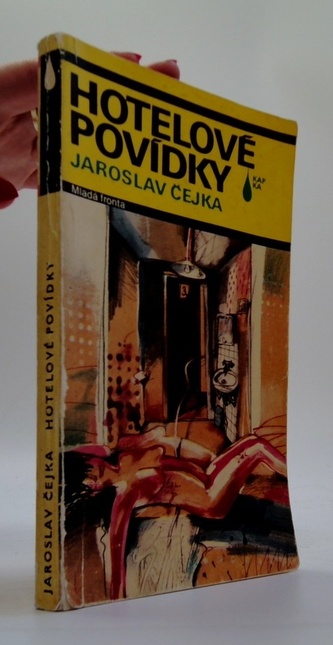 HOTELOVÉ
POVÍDKY
JAROSLAV ČEJKA
KAP
KA
Mladá fronta
JAROSLAV ČEJKA HOTELOVÉ POVÍDKY